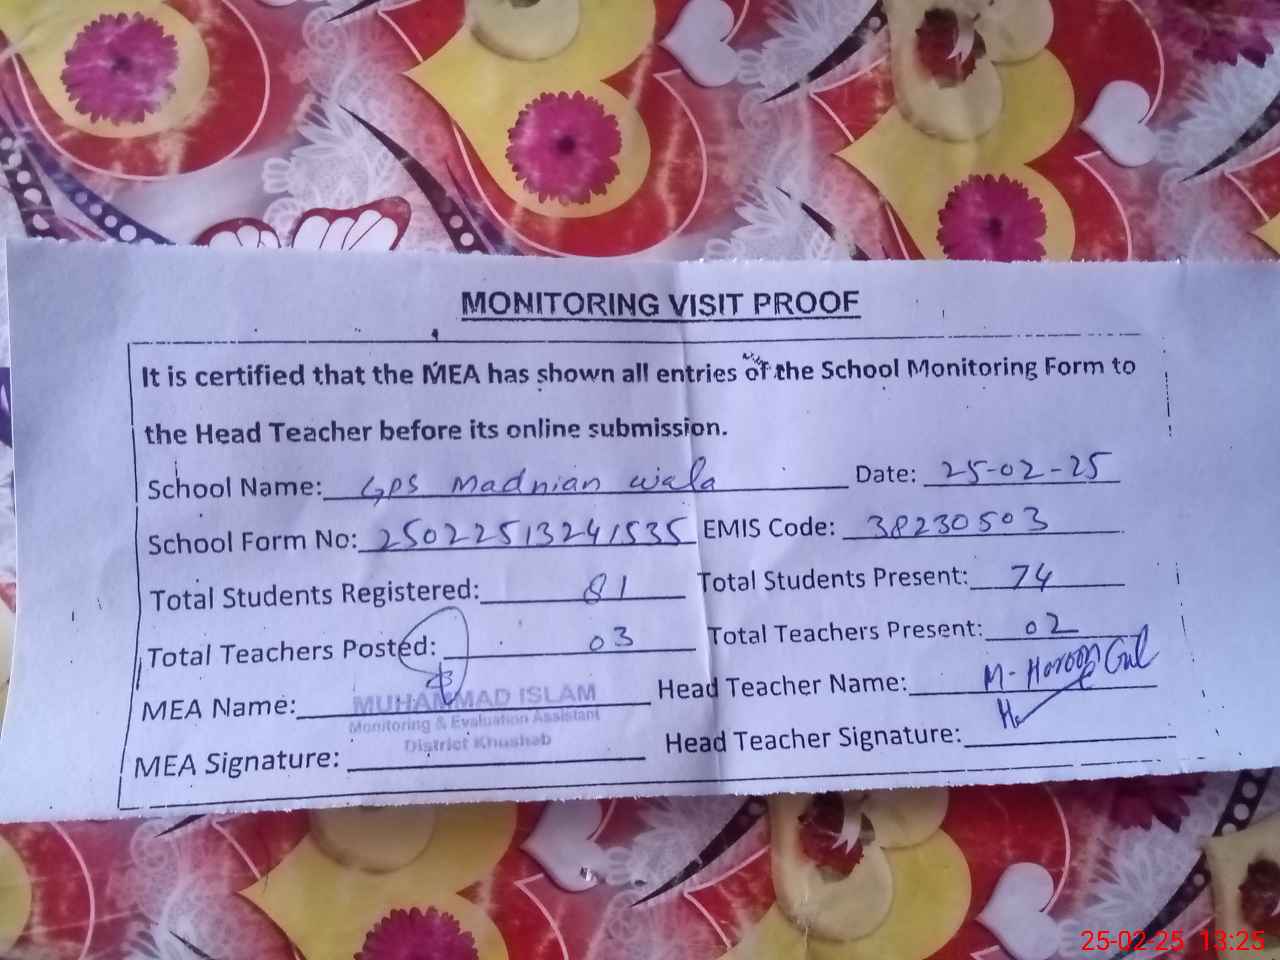 MONITORING VISIT PROOF
It is certified that the MEA has shown all entries of the School Monitoring Form to
the Head Teacher before its online submission.
School Name: GPS Madnian wala Date: 25-02-25
School Form No: 25022513241535 EMIS Code: 38230503
Total Students Registered: 81 Total Students Present: 74
Total Teachers Posted: 03 Total Teachers Present: 02
MEA Name: MUHAMMAD ISLAM Head Teacher Name: M. Haroon Gul
Monitoring & Evaluation Assistant
District Khushab
MEA Signature: Head Teacher Signature:
25-02-25 13:25